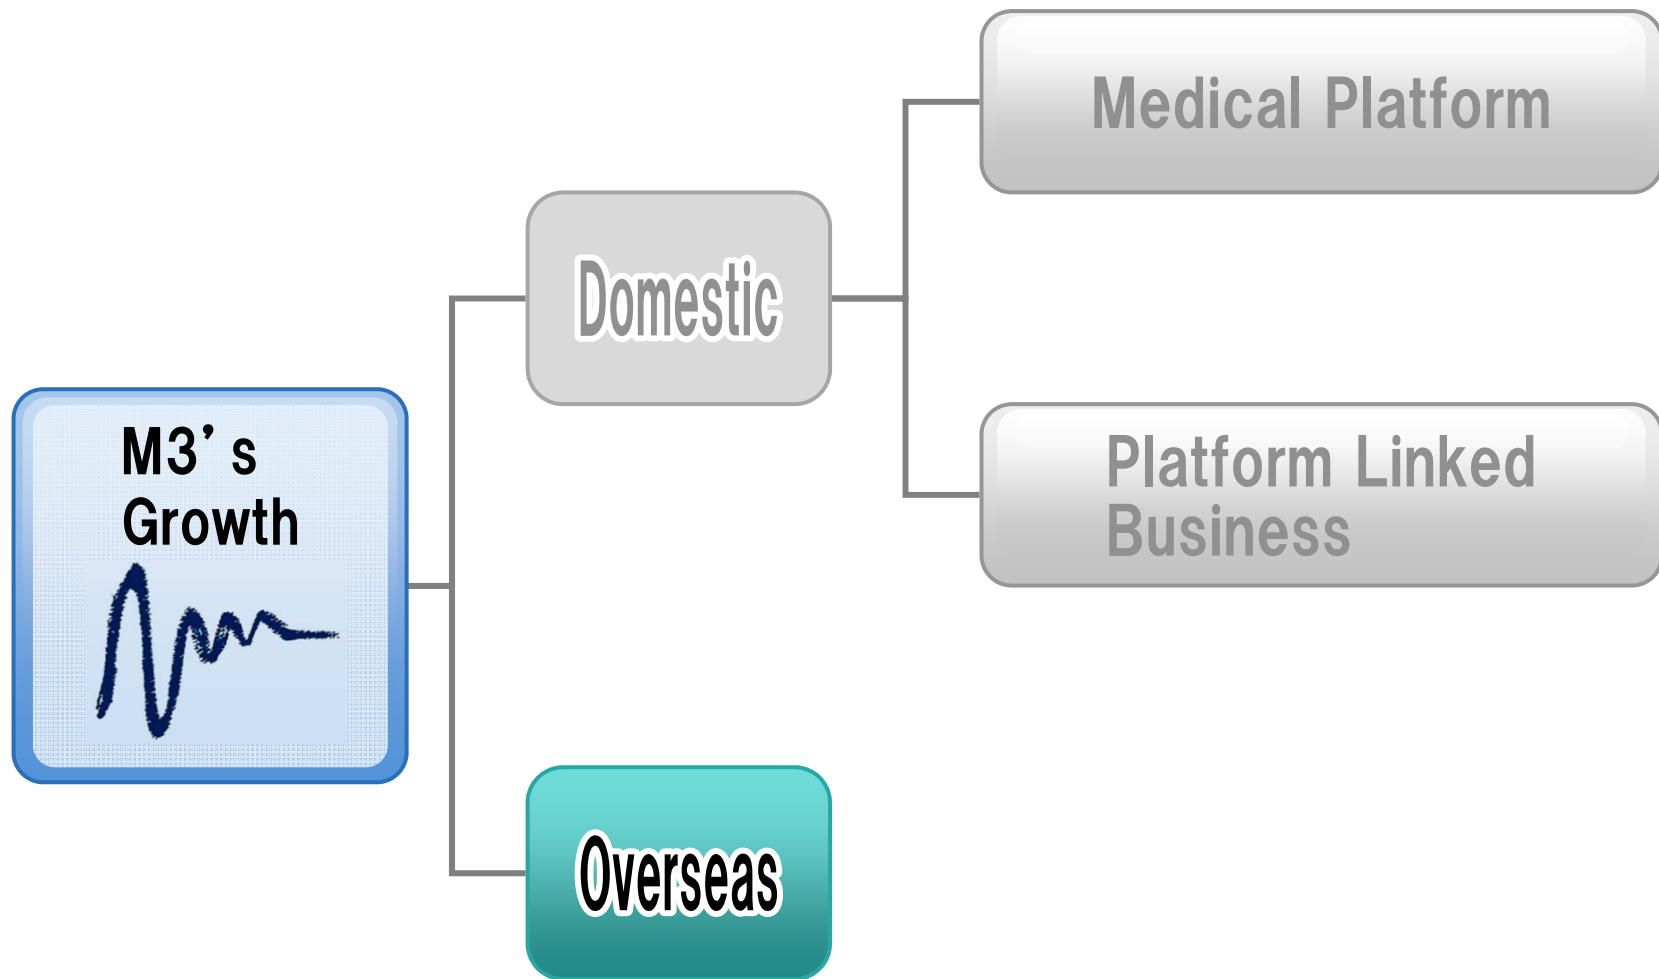 M3’s
Growth
Domestic
Overseas
Medical Platform
Platform Linked
Business